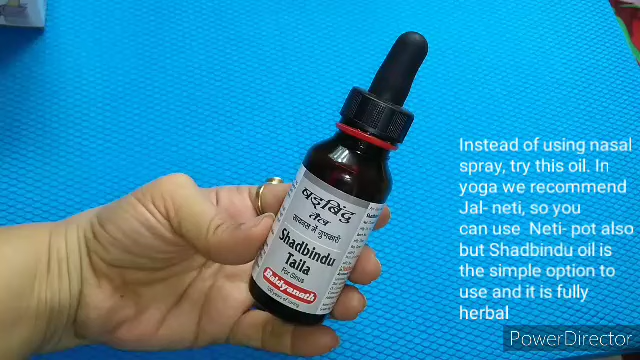 षड्बिंदु
तैल
सायनस में गुणकारी
Shadbindu
Taila
For Sinus
Baidyanath
Instead of using nasal
spray, try this oil. In
yoga we recommend
Jal- neti, so you
can use Neti- pot also
but Shadbindu oil is
the simple option to
use and it is fully
herbal
PowerDirector